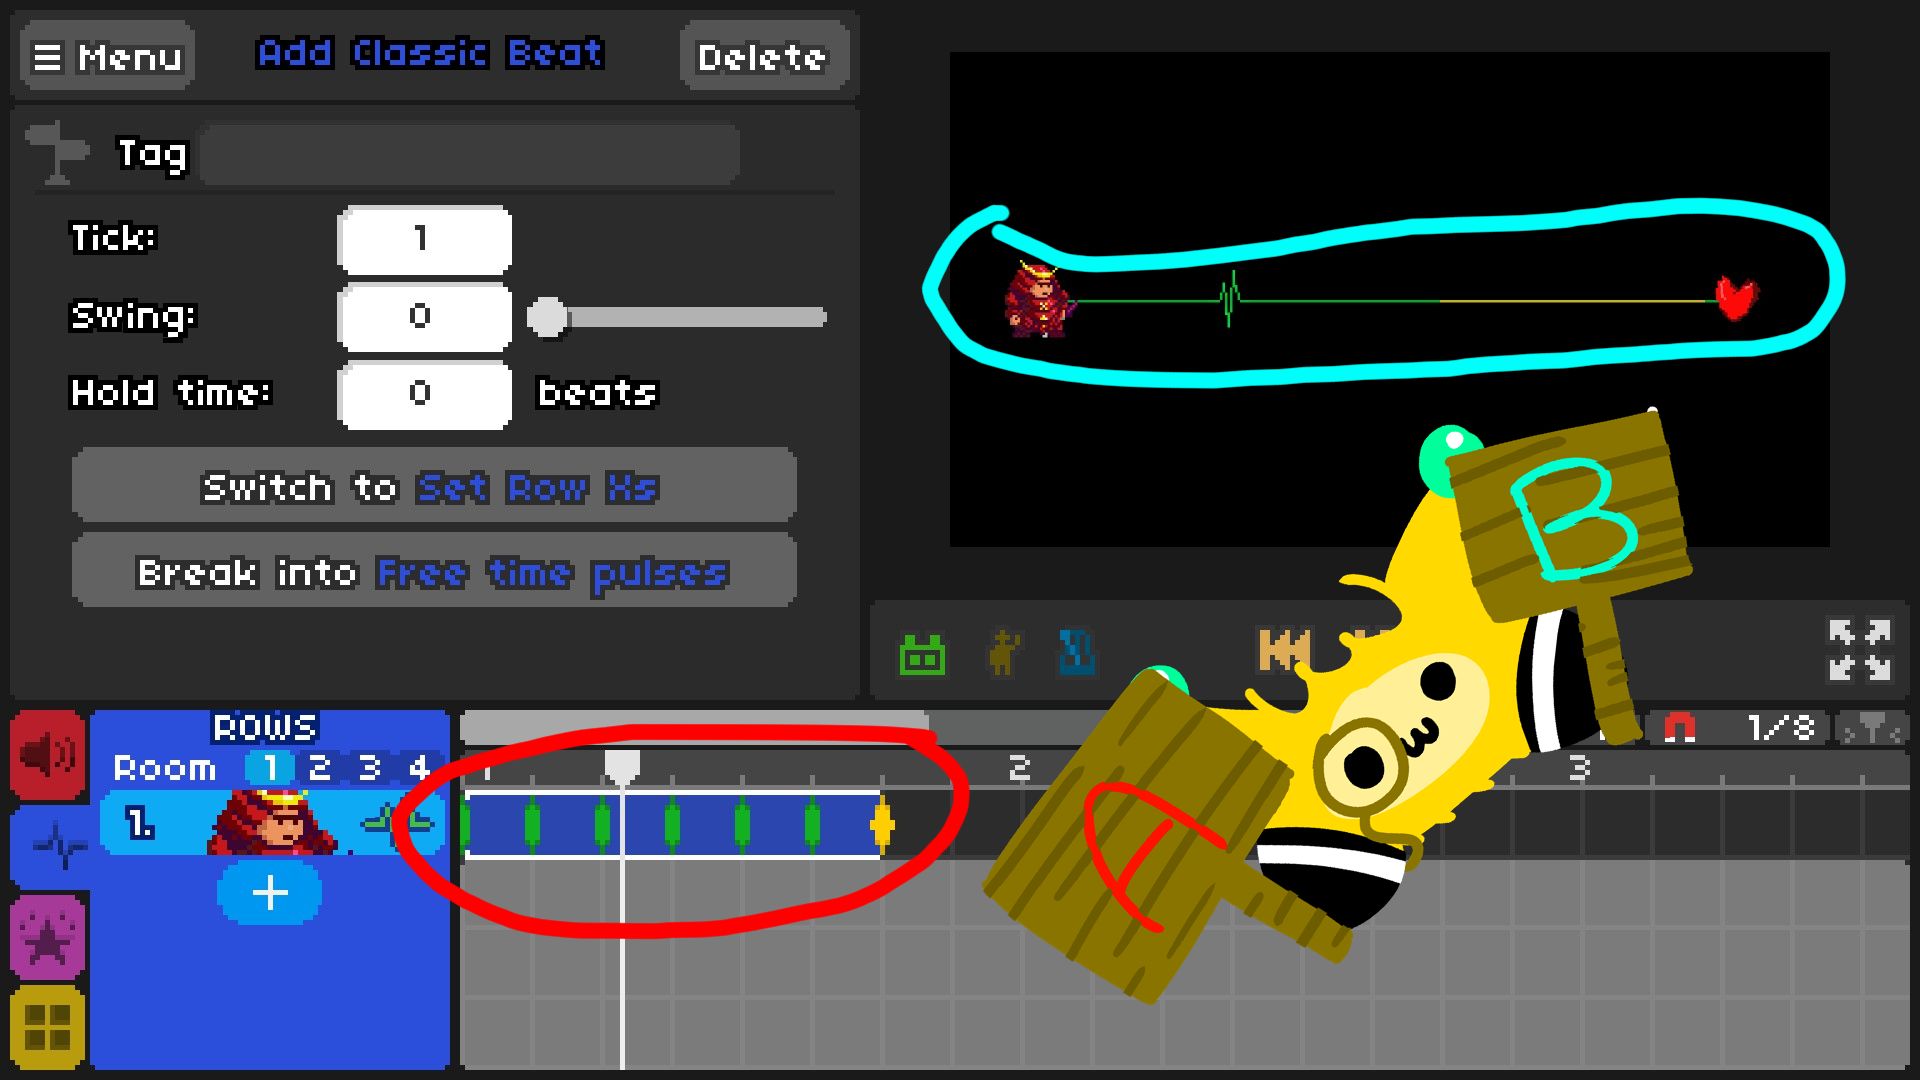 Menu
Add Classic Beat
Delete
Tag
Tick:
1
Swing:
0
Hold time:
0
beats
Switch to Set Row Xs
Break into Free time pulses
ROWS
Room 1 2 3 4
1.
1
2
3
1/8
A
B